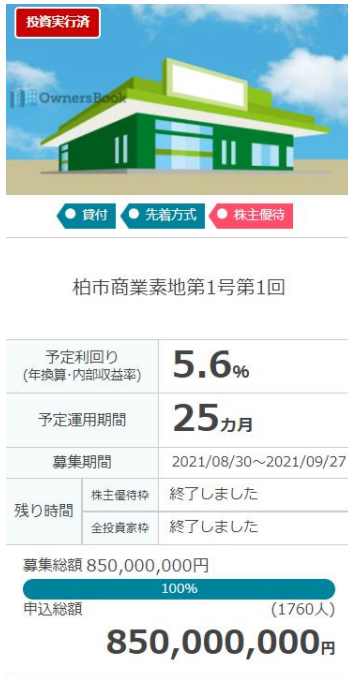 投資実行済
OwnersBook
貸付
先着方式
株主優待
柏市商業素地第1号第1回
予定利回り
(年換算・内部収益率)
5.6%
予定運用期間
25カ月
募集期間
2021/08/30～2021/09/27
残り時間
株主優待枠
終了しました
全投資家枠
終了しました
募集総額 850,000,000円
100%
申込総額
(1760人)
850,000,000円